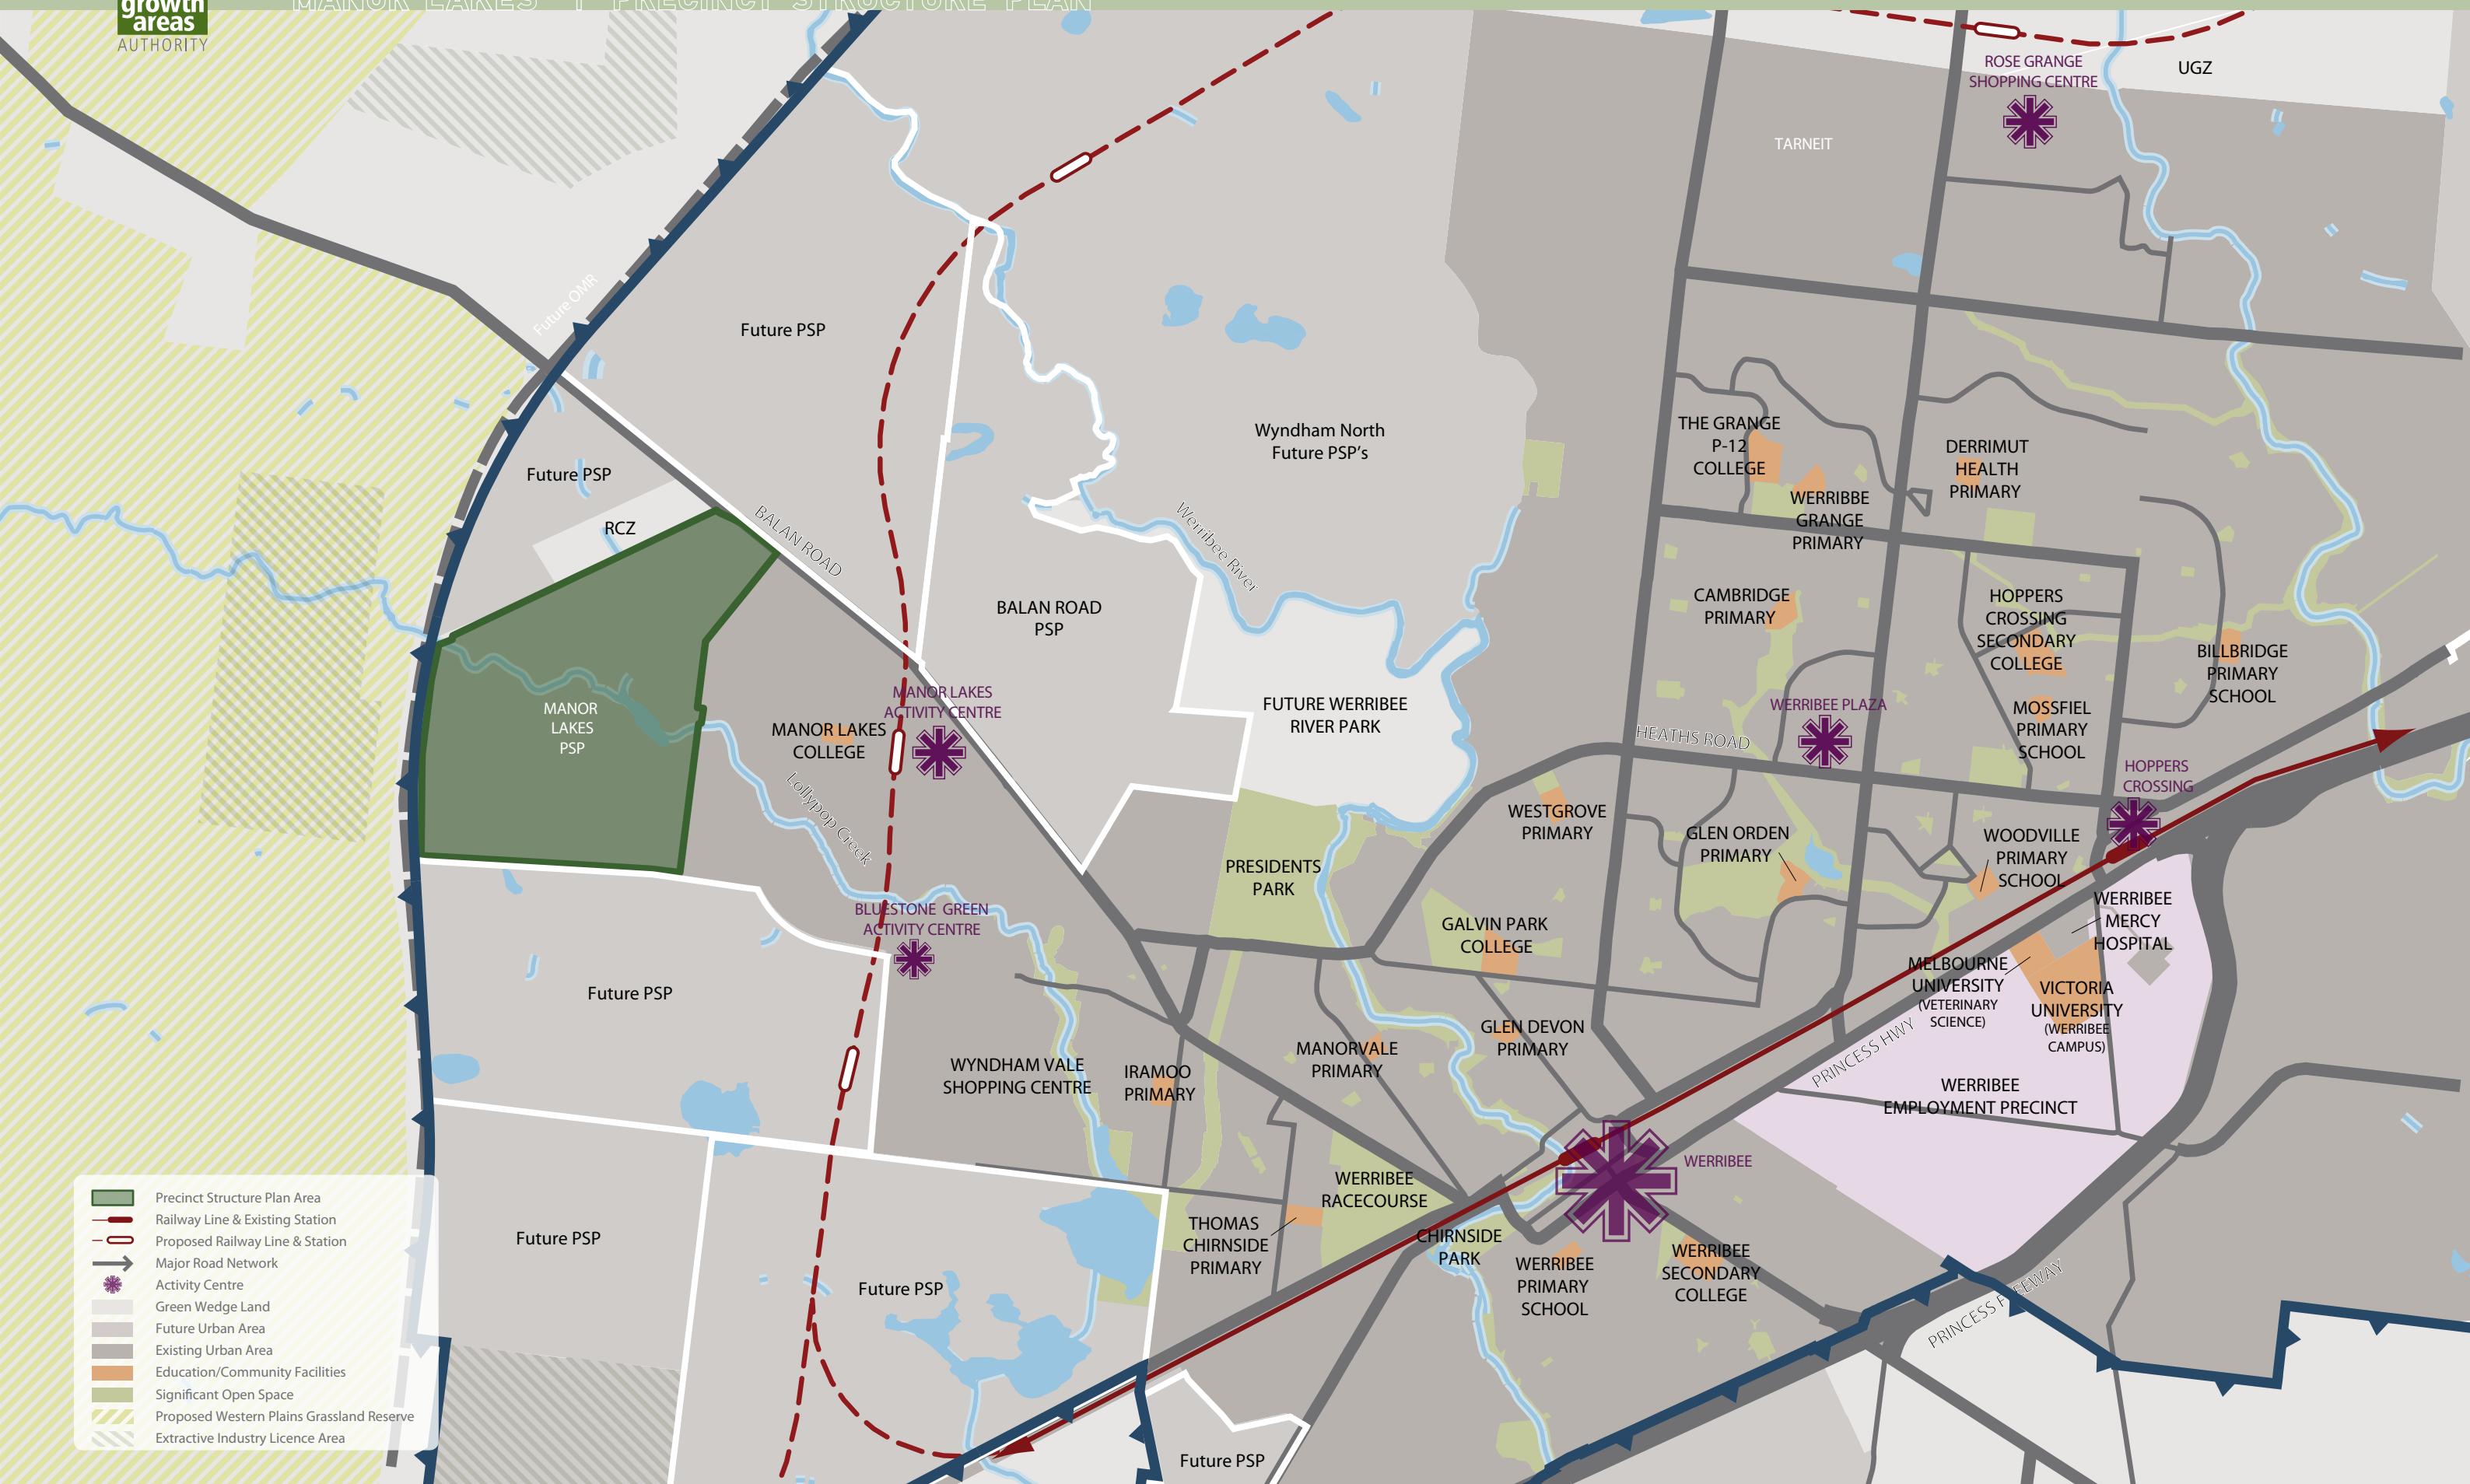 growth
areas
AUTHORITY
MANOR LAKES | PRECINCT STRUCTURE PLAN
ROSE GRANGE
SHOPPING CENTRE
UGZ
TARNEIT
Future OMR
Future PSP
Wyndham North
Future PSP's
THE GRANGE
P-12
COLLEGE
WERRIBBE
GRANGE
PRIMARY
DERRIMUT
HEALTH
PRIMARY
Future PSP
RCZ
BALAN ROAD
Werribee River
BALAN ROAD
PSP
CAMBRIDGE
PRIMARY
HOPPERS
CROSSING
SECONDARY
COLLEGE
BILLBRIDGE
PRIMARY
SCHOOL
MANOR
LAKES
PSP
MANOR LAKES
ACTIVITY CENTRE
MANOR LAKES
COLLEGE
FUTURE WERRIBEE
RIVER PARK
HEATHS ROAD
WERRIBEE PLAZA
MOSSFIEL
PRIMARY
SCHOOL
HOPPERS
CROSSING
Lollypop Creek
WESTGROVE
PRIMARY
GLEN ORDEN
PRIMARY
WOODVILLE
PRIMARY
SCHOOL
PRESIDENTS
PARK
BLUESTONE GREEN
ACTIVITY CENTRE
GALVIN PARK
COLLEGE
WERRIBEE
MERCY
HOSPITAL
MELBOURNE
UNIVERSITY
(VETERINARY
SCIENCE)
VICTORIA
UNIVERSITY
(WERRIBEE
CAMPUS)
Future PSP
WYNDHAM VALE
SHOPPING CENTRE
IRAMOO
PRIMARY
MANORVALE
PRIMARY
GLEN DEVON
PRIMARY
PRINCESS HWY
WERRIBEE
EMPLOYMENT PRECINCT
WERRIBEE
WERRIBEE
RACECOURSE
THOMAS
CHIRNSIDE
PRIMARY
CHIRNSIDE
PARK
WERRIBEE
PRIMARY
SCHOOL
WERRIBEE
SECONDARY
COLLEGE
PRINCESS FREEWAY
Future PSP
Future PSP
Future PSP
Precinct Structure Plan Area
Railway Line & Existing Station
Proposed Railway Line & Station
Major Road Network
Activity Centre
Green Wedge Land
Future Urban Area
Existing Urban Area
Education/Community Facilities
Significant Open Space
Proposed Western Plains Grassland Reserve
Extractive Industry Licence Area